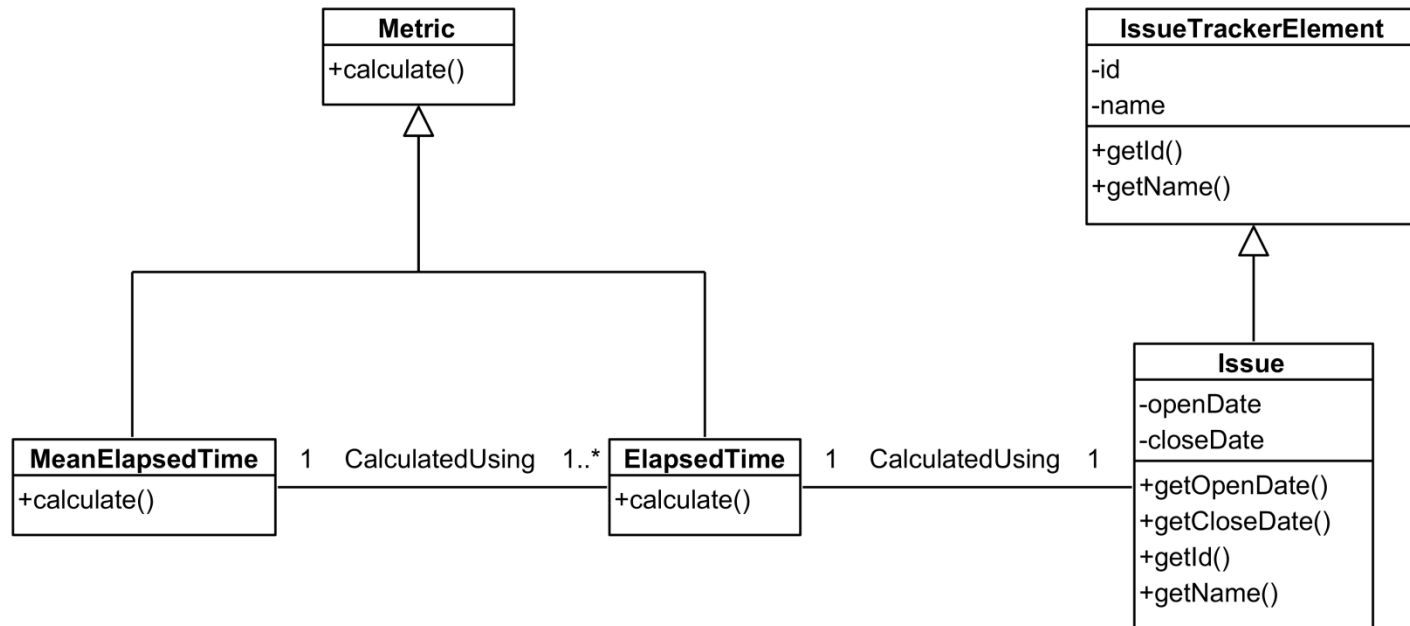 Metric
+calculate()
IssueTrackerElement
-id
-name
+getId()
+getName()
MeanElapsedTime
+calculate()
1 CalculatedUsing 1..*
ElapsedTime
+calculate()
1 CalculatedUsing 1
Issue
-openDate
-closeDate
+getOpenDate()
+getCloseDate()
+getId()
+getName()